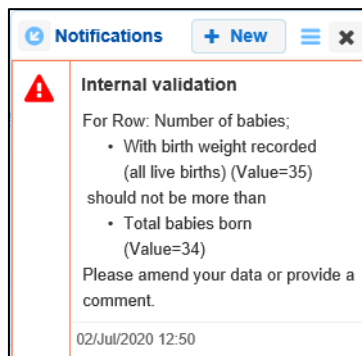 Notifications + New
Internal validation
For Row: Number of babies;
• With birth weight recorded
(all live births) (Value=35)
should not be more than
• Total babies born
(Value=34)
Please amend your data or provide a
comment.
02/Jul/2020 12:50